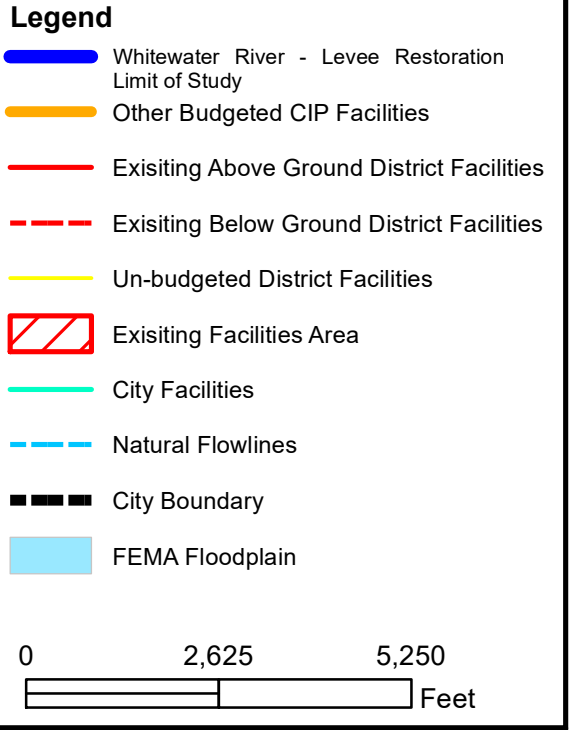 Legend
Whitewater River - Levee Restoration
Limit of Study
Other Budgeted CIP Facilities
Exisiting Above Ground District Facilities
Exisiting Below Ground District Facilities
Un-budgeted District Facilities
Exisiting Facilities Area
City Facilities
Natural Flowlines
City Boundary
FEMA Floodplain
0 2,625 5,250
Feet